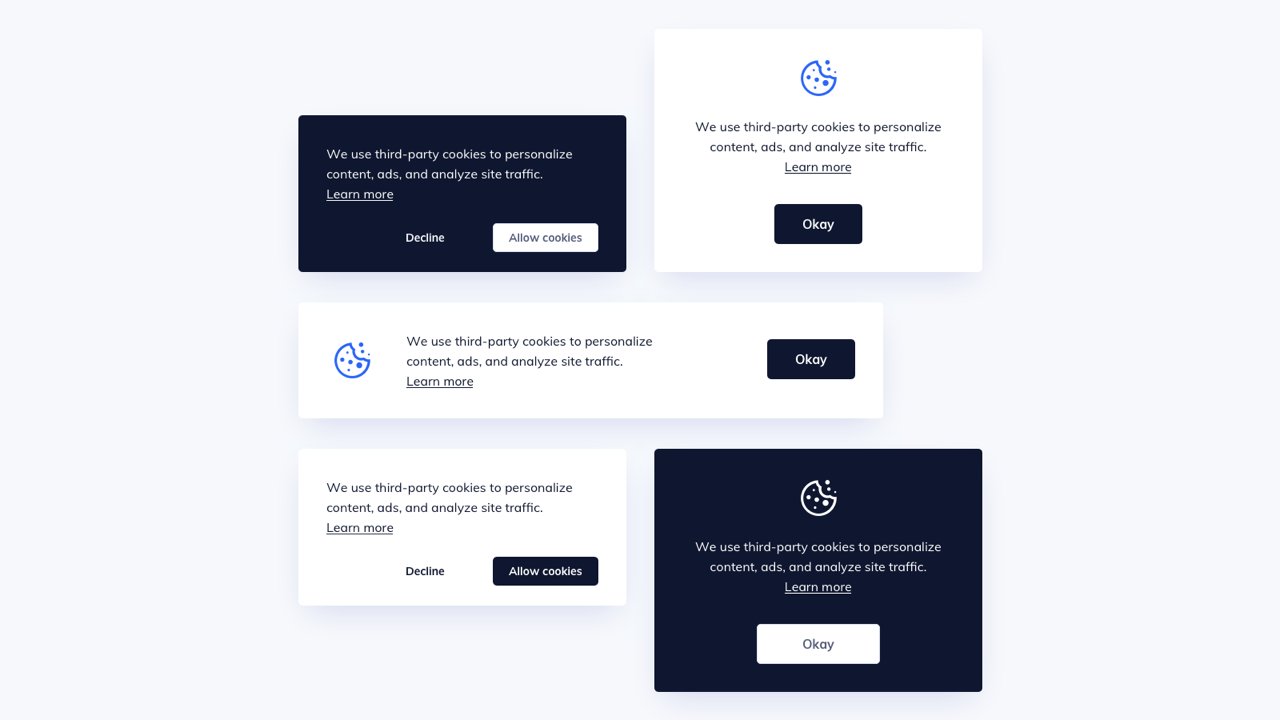 We use third-party cookies to personalize
content, ads, and analyze site traffic.
Learn more
Decline
Allow cookies
We use third-party cookies to personalize
content, ads, and analyze site traffic.
Learn more
Okay
We use third-party cookies to personalize
content, ads, and analyze site traffic.
Learn more
Okay
We use third-party cookies to personalize
content, ads, and analyze site traffic.
Learn more
Decline
Allow cookies
We use third-party cookies to personalize
content, ads, and analyze site traffic.
Learn more
Okay